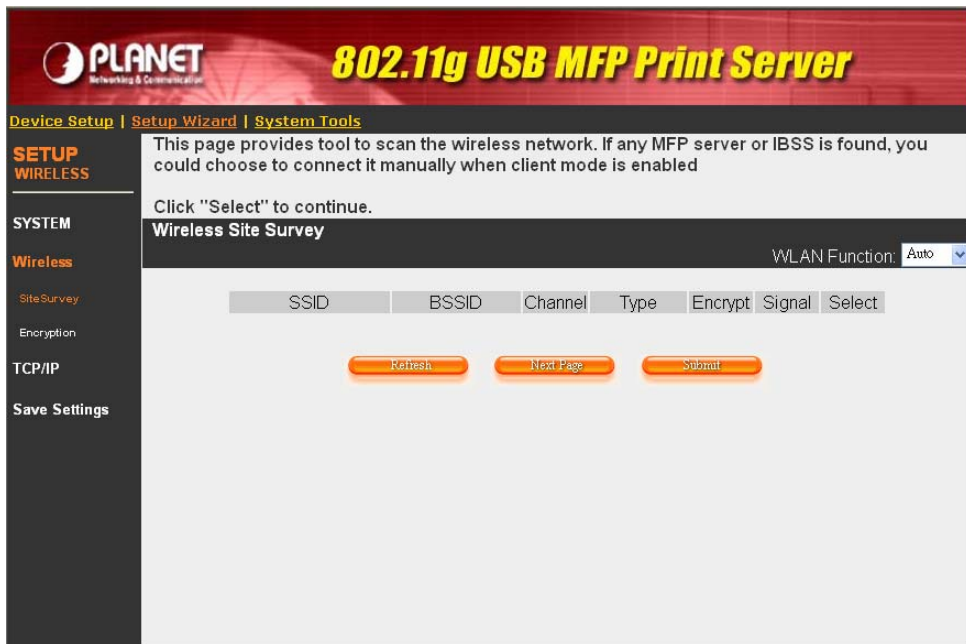 PLANET
Networking & Communication
802.11g USB MFP Print Server
Device Setup | Setup Wizard | System Tools
SETUP
WIRELESS
SYSTEM
Wireless
SiteSurvey
Encryption
TCP/IP
Save Settings
This page provides tool to scan the wireless network. If any MFP server or IBSS is found, you
could choose to connect it manually when client mode is enabled
Click "Select" to continue.
Wireless Site Survey
WLAN Function: Auto
SSID BSSID Channel Type Encrypt Signal Select
Refresh Next Page Submit